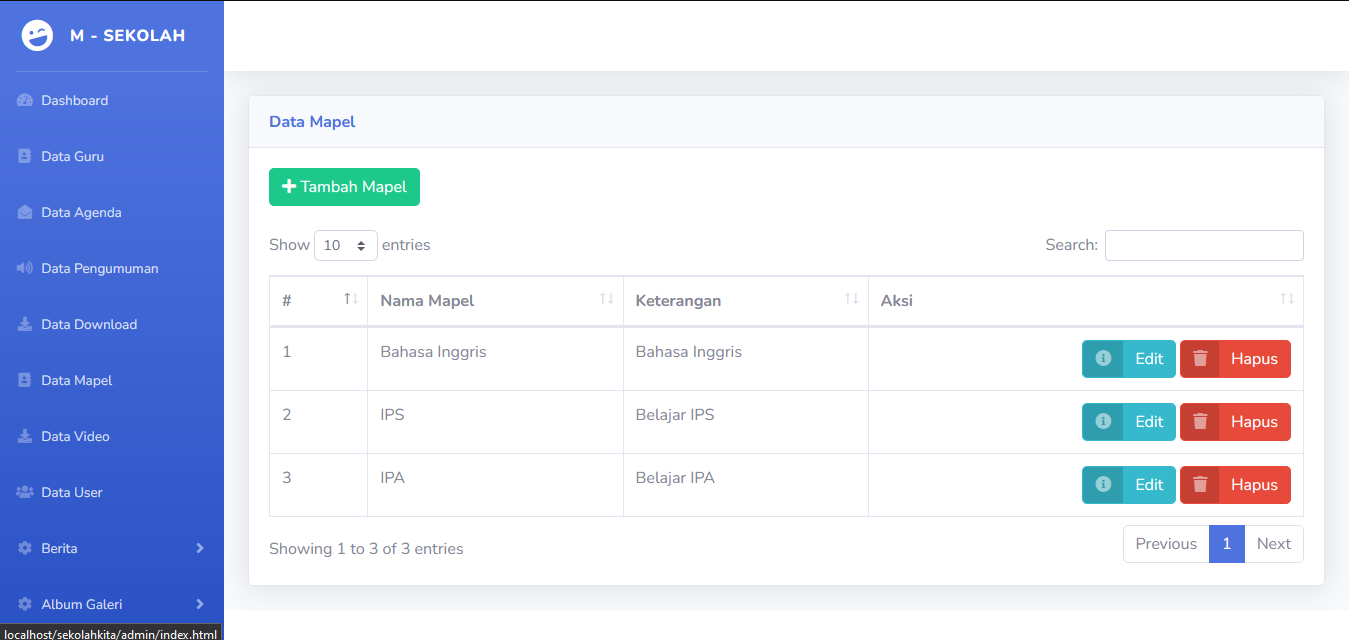 M - SEKOLAH
Dashboard
Data Guru
Data Agenda
Data Pengumuman
Data Download
Data Mapel
Data Video
Data User
Berita
Album Galeri
localhost/sekolahkita/admin/index.html
Data Mapel
Tambah Mapel
Show 10 entries
Search:
# Nama Mapel Keterangan Aksi
1 Bahasa Inggris Bahasa Inggris Edit Hapus
2 IPS Belajar IPS Edit Hapus
3 IPA Belajar IPA Edit Hapus
Showing 1 to 3 of 3 entries
Previous 1 Next